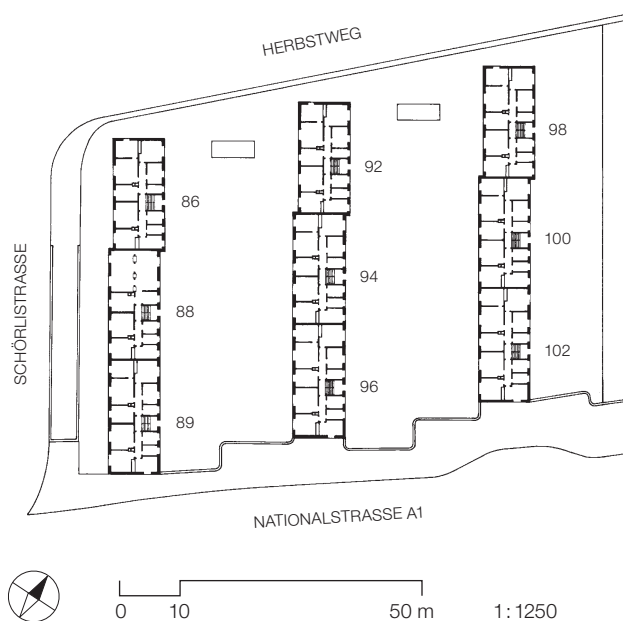 HERBSTWEG
98
92
86
SCHÖRLISTRASSE
100
94
88
102
96
89
NATIONALSTRASSE A1
0 10 50 m 1:1250